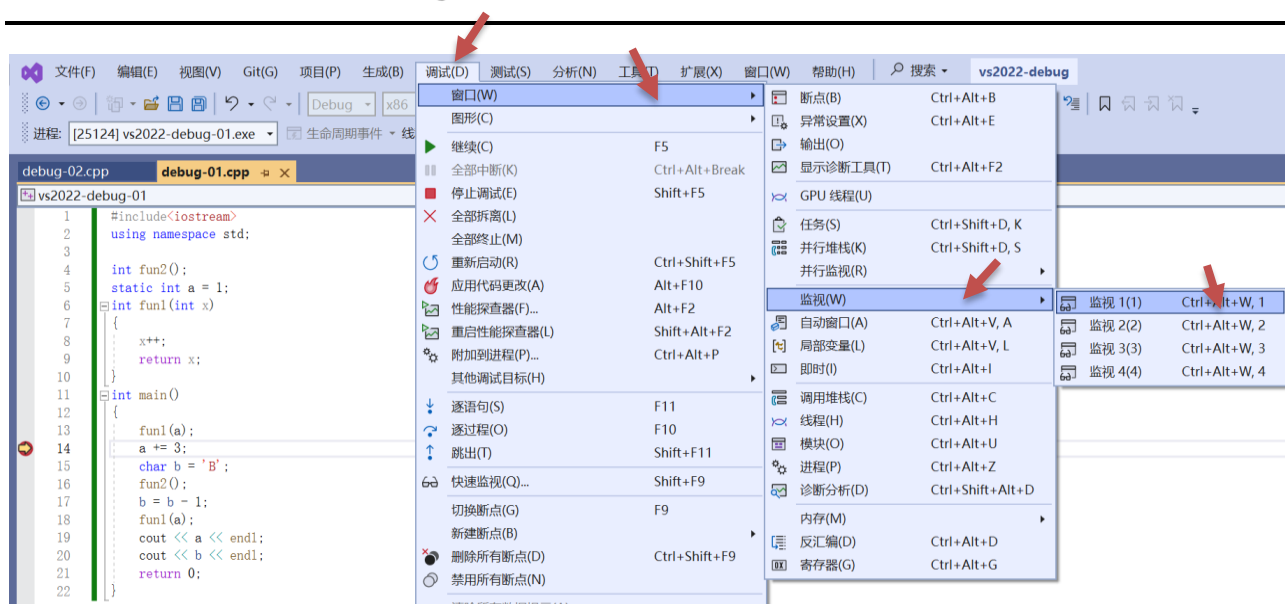 文件(F) 编辑(E) 视图(V) Git(G) 项目(P) 生成(B) 调试(D) 测试(S) 分析(N) 工具(T) 扩展(X) 窗口(W) 帮助(H) 搜索 vs2022-debug
Debug x86
进程: [25124] vs2022-debug-01.exe 生命周期事件 线
debug-02.cpp debug-01.cpp
vs2022-debug-01
1 #include<iostream>
2 using namespace std;
3
4 int fun2();
5 static int a = 1;
6 int fun1(int x)
7 {
8 x++;
9 return x;
10 }
11 int main()
12 {
13 fun1(a);
14 a += 3;
15 char b = 'B';
16 fun2();
17 b = b - 1;
18 fun1(a);
19 cout << a << endl;
20 cout << b << endl;
21 return 0;
22 }
窗口(W)
图形(C)
继续(C) F5
全部中断(K) Ctrl+Alt+Break
停止调试(E) Shift+F5
全部拆离(L)
全部终止(M)
重新启动(R) Ctrl+Shift+F5
应用代码更改(A) Alt+F10
性能探查器(F)... Alt+F2
重启性能探查器(L) Shift+Alt+F2
附加到进程(P)... Ctrl+Alt+P
其他调试目标(H)
逐语句(S) F11
逐过程(O) F10
跳出(T) Shift+F11
快速监视(Q)... Shift+F9
切换断点(G) F9
新建断点(B)
删除所有断点(D) Ctrl+Shift+F9
禁用所有断点(N)
断点(B) Ctrl+Alt+B
异常设置(X) Ctrl+Alt+E
输出(O)
显示诊断工具(T) Ctrl+Alt+F2
GPU 线程(U)
任务(S) Ctrl+Shift+D, K
并行堆栈(K) Ctrl+Shift+D, S
并行监视(R)
监视(W)
自动窗口(A) Ctrl+Alt+V, A
局部变量(L) Ctrl+Alt+V, L
即时(I) Ctrl+Alt+I
调用堆栈(C) Ctrl+Alt+C
线程(H) Ctrl+Alt+H
模块(O) Ctrl+Alt+U
进程(P) Ctrl+Alt+Z
诊断分析(D) Ctrl+Shift+Alt+D
内存(M)
反汇编(D) Ctrl+Alt+D
寄存器(G) Ctrl+Alt+G
监视 1(1) Ctrl+Alt+W, 1
监视 2(2) Ctrl+Alt+W, 2
监视 3(3) Ctrl+Alt+W, 3
监视 4(4) Ctrl+Alt+W, 4